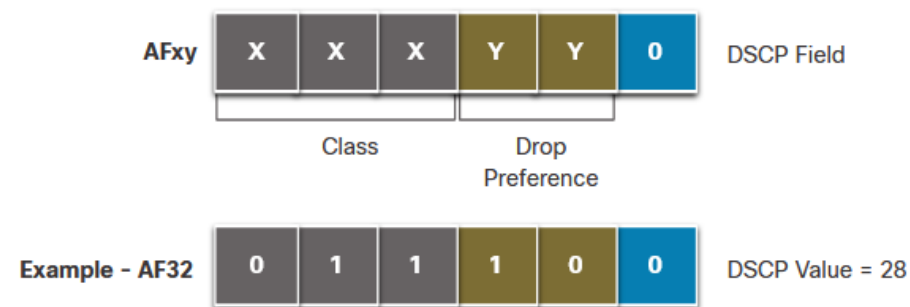 AFxy X X X Y Y 0 DSCP Field
Class Drop
Preference
Example - AF32 0 1 1 1 0 0 DSCP Value = 28